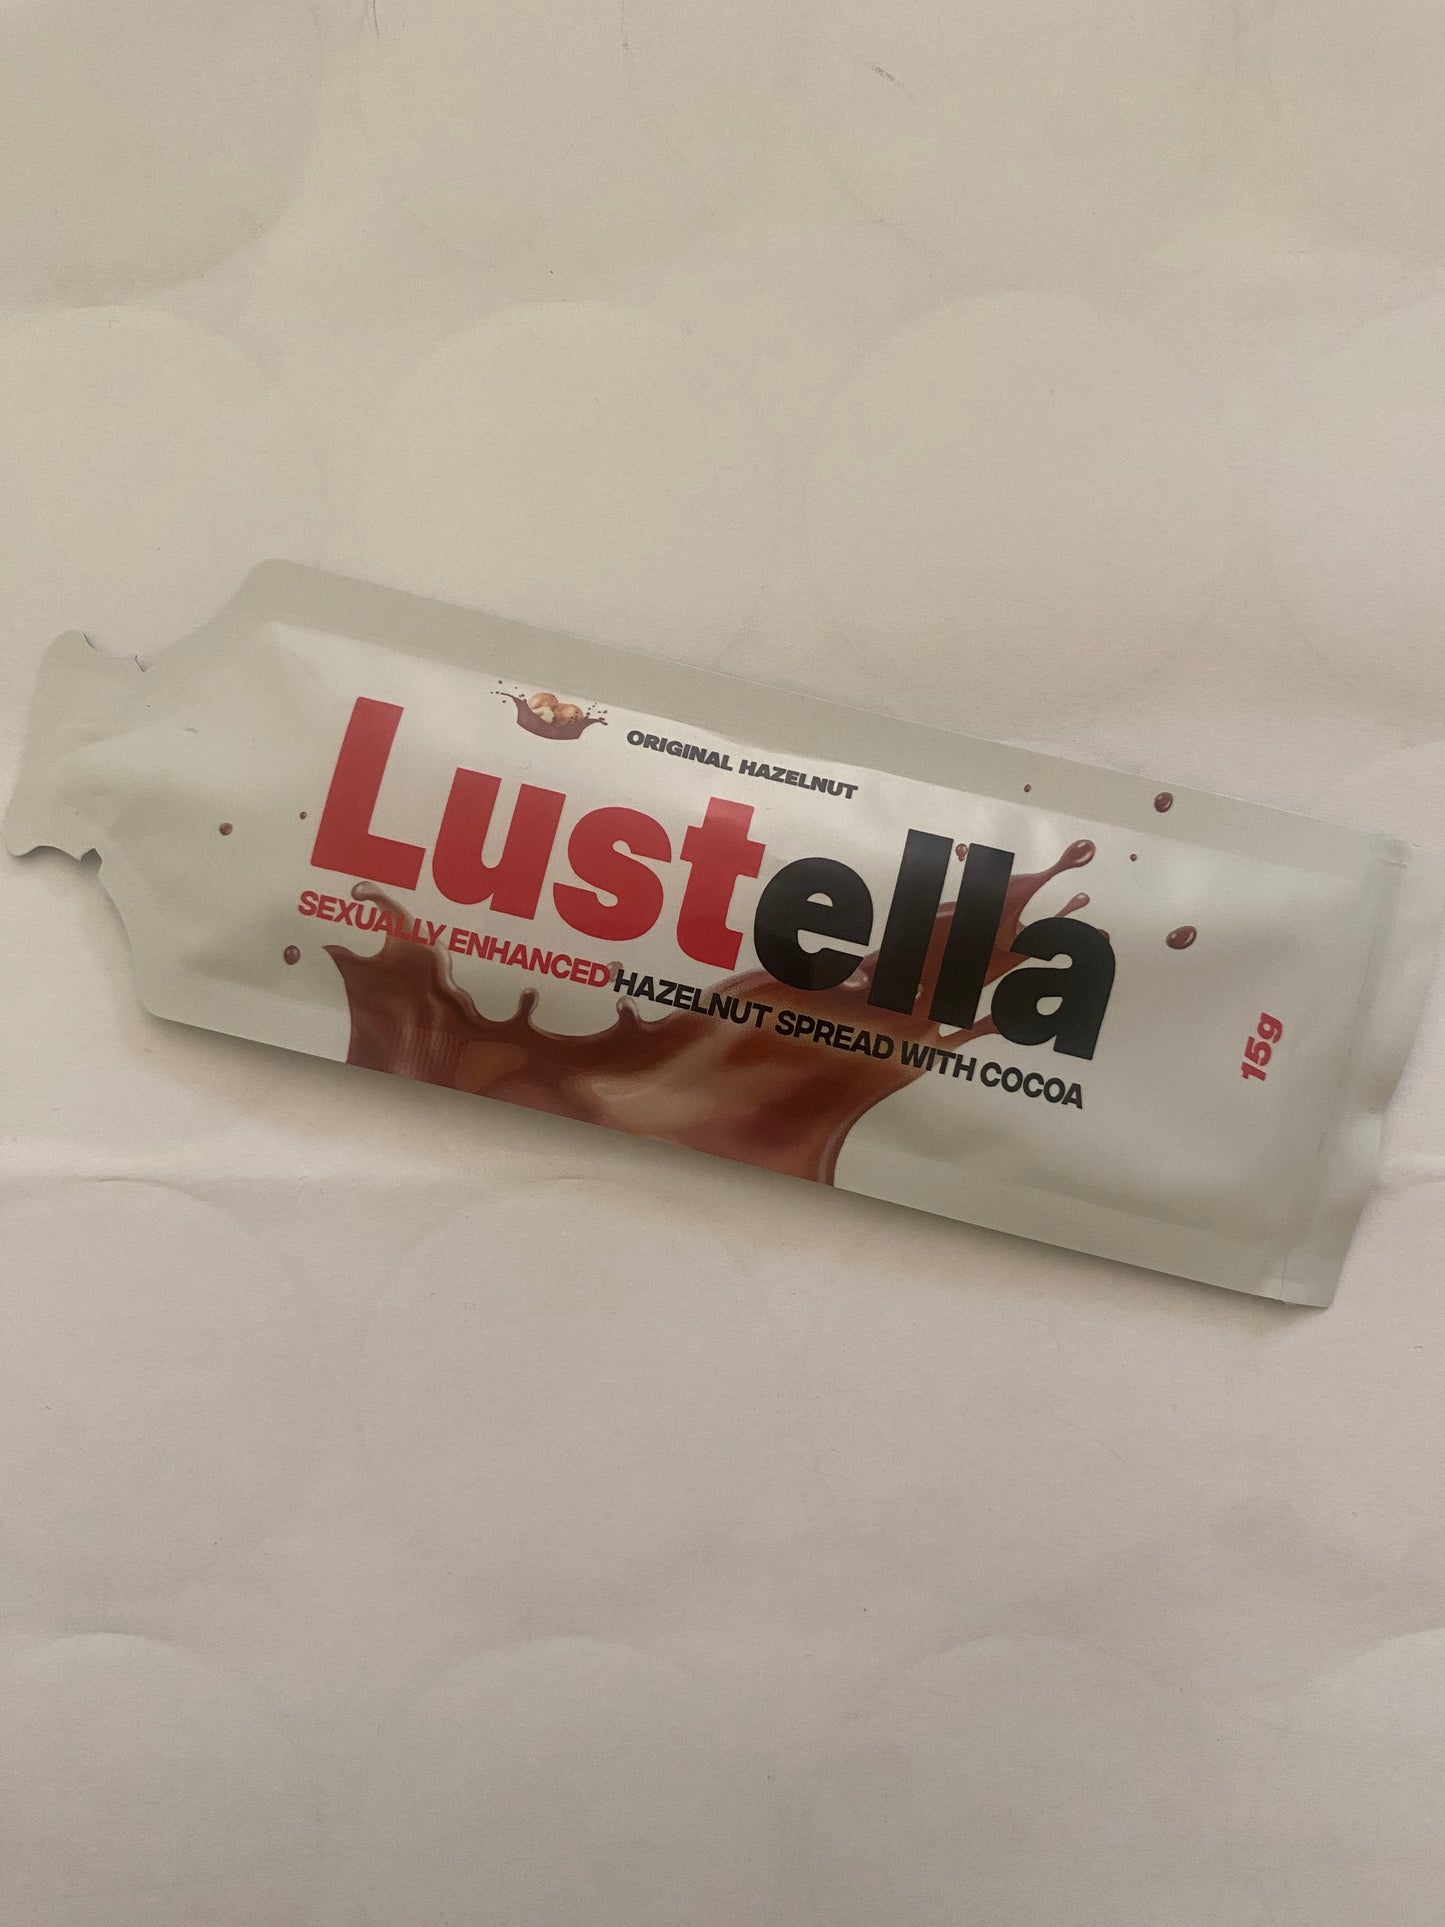 ORIGINAL HAZELNUT
Lustella
SEXUALLY ENHANCED HAZELNUT SPREAD WITH COCOA
15g